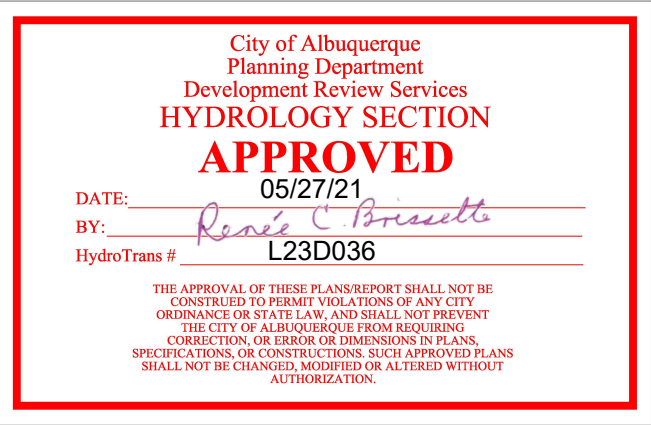 City of Albuquerque
Planning Department
Development Review Services
HYDROLOGY SECTION
APPROVED
DATE: 05/27/21
BY: Renée C. Brissette
HydroTrans # L23D036
THE APPROVAL OF THESE PLANS/REPORT SHALL NOT BE
CONSTRUED TO PERMIT VIOLATIONS OF ANY CITY
ORDINANCE OR STATE LAW, AND SHALL NOT PREVENT
THE CITY OF ALBUQUERQUE FROM REQUIRING
CORRECTION, OR ERROR OR DIMENSIONS IN PLANS,
SPECIFICATIONS, OR CONSTRUCTIONS. SUCH APPROVED PLANS
SHALL NOT BE CHANGED, MODIFIED OR ALTERED WITHOUT
AUTHORIZATION.